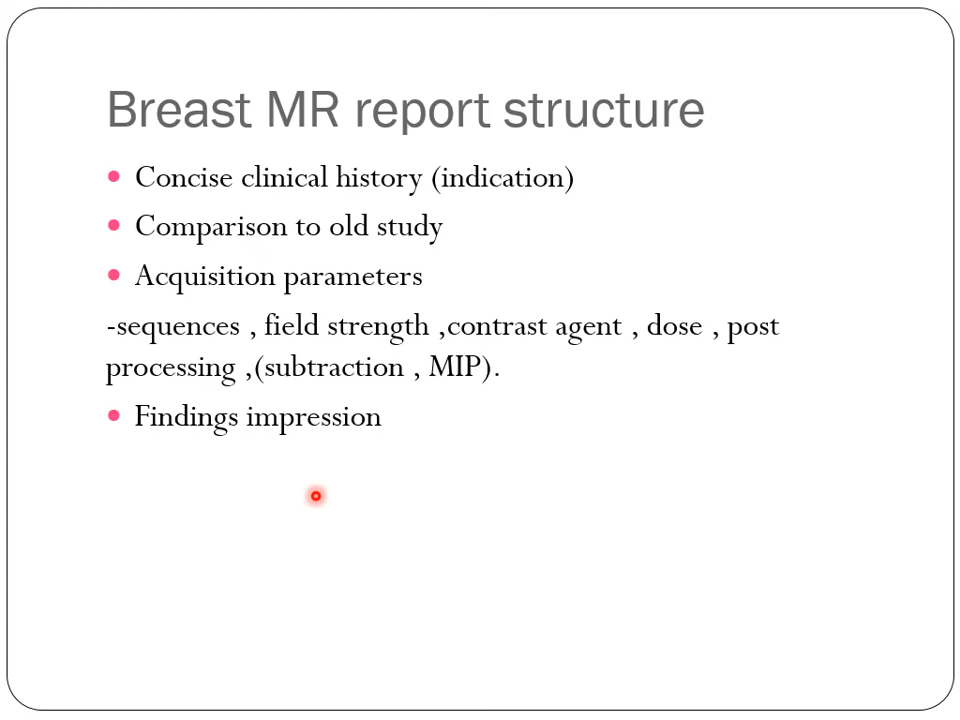 Breast MR report structure
Concise clinical history (indication)
Comparison to old study
Acquisition parameters
-sequences , field strength ,contrast agent , dose , post
processing ,(subtraction , MIP).
Findings impression